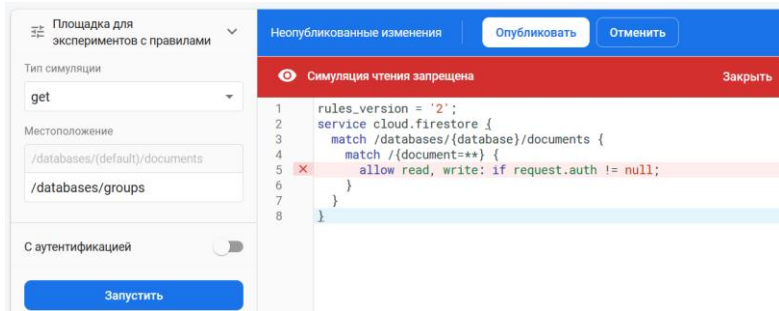 Площадка для
экспериментов с правилами
Тип симуляции
get
Местоположение
/databases/(default)/documents
/databases/groups
С аутентификацией
Запустить
Неопубликованные изменения
Опубликовать
Отменить
Симуляция чтения запрещена
Закрыть
1 rules_version = '2';
2 service cloud.firestore {
3 match /databases/{database}/documents {
4 match /{document=**} {
5 allow read, write: if request.auth != null;
6 }
7 }
8 }